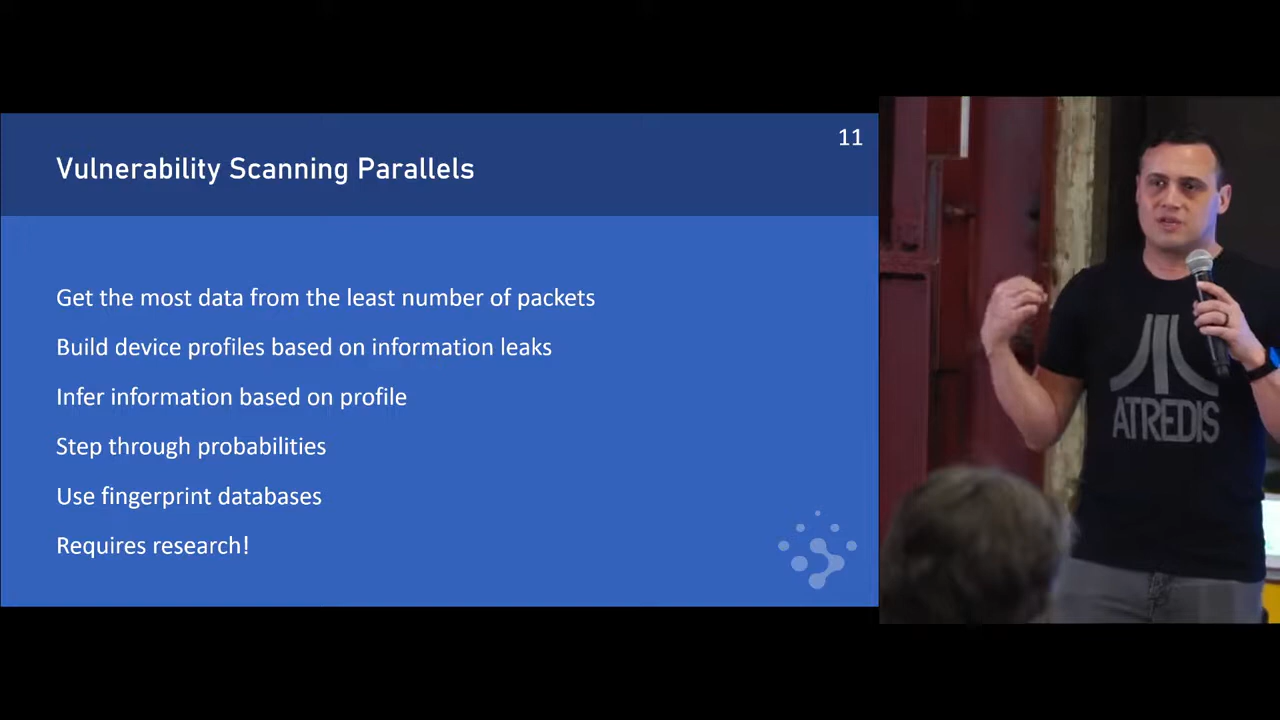 11
Vulnerability Scanning Parallels
Get the most data from the least number of packets
Build device profiles based on information leaks
Infer information based on profile
Step through probabilities
Use fingerprint databases
Requires research!
ATREDIS